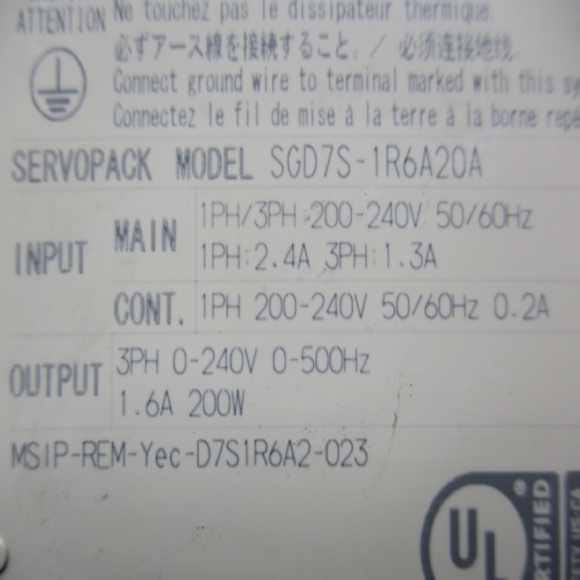 ATTENTION Ne touchez pas le dissipateur thermique.
必ずアース線を接続すること。/ 必须连接地线
Connect ground wire to terminal marked with this
Connectez le fil de mise à la terre à la borne
SERVOPACK MODEL SGD7S-1R6A20A
INPUT MAIN 1PH/3PH 200-240V 50/60Hz
1PH:2.4A 3PH:1.3A
CONT. 1PH 200-240V 50/60Hz 0.2A
OUTPUT 3PH 0-240V 0-500Hz
1.6A 200W
MSIP-REM-Yec-D7S1R6A2-023
UL ®